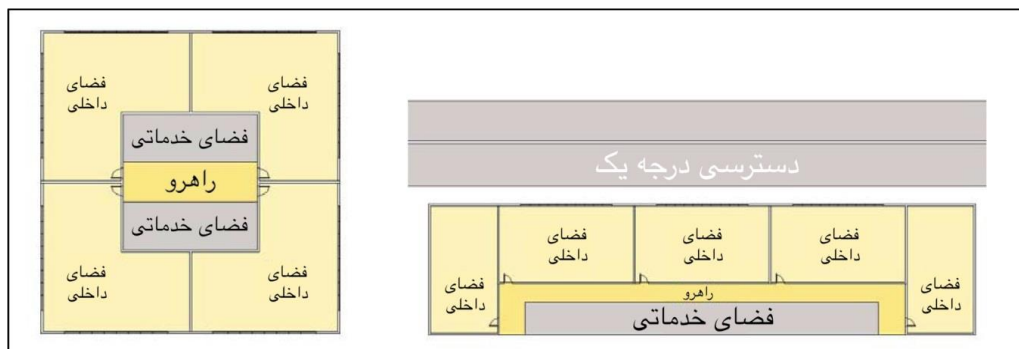 فضای
داخلی
فضای
داخلی
فضای خدماتی
راهرو
فضای خدماتی
فضای
داخلی
فضای
داخلی
دسترسی درجه یک
فضای
داخلی
فضای
داخلی
فضای
داخلی
فضای
داخلی
فضای
داخلی
راهرو
فضای خدماتی